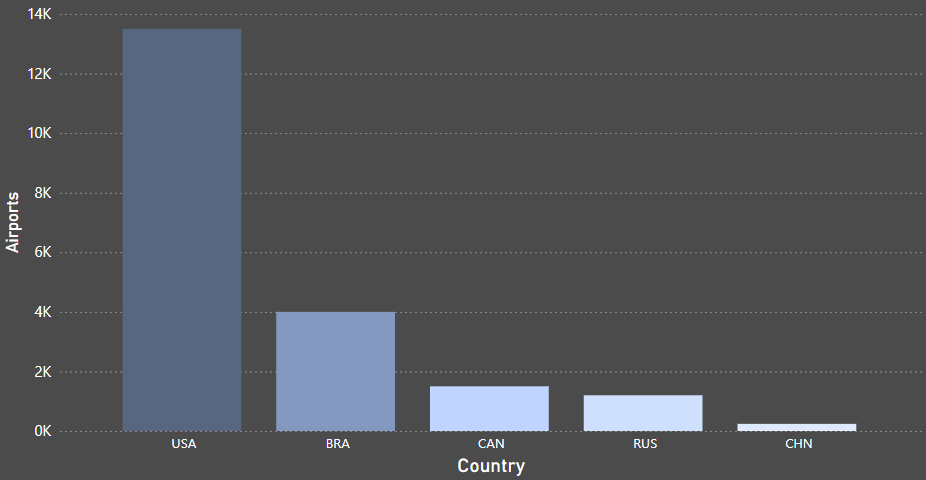 14K
12K
10K
8K
6K
4K
2K
0K
Airports
USA BRA CAN RUS CHN
Country